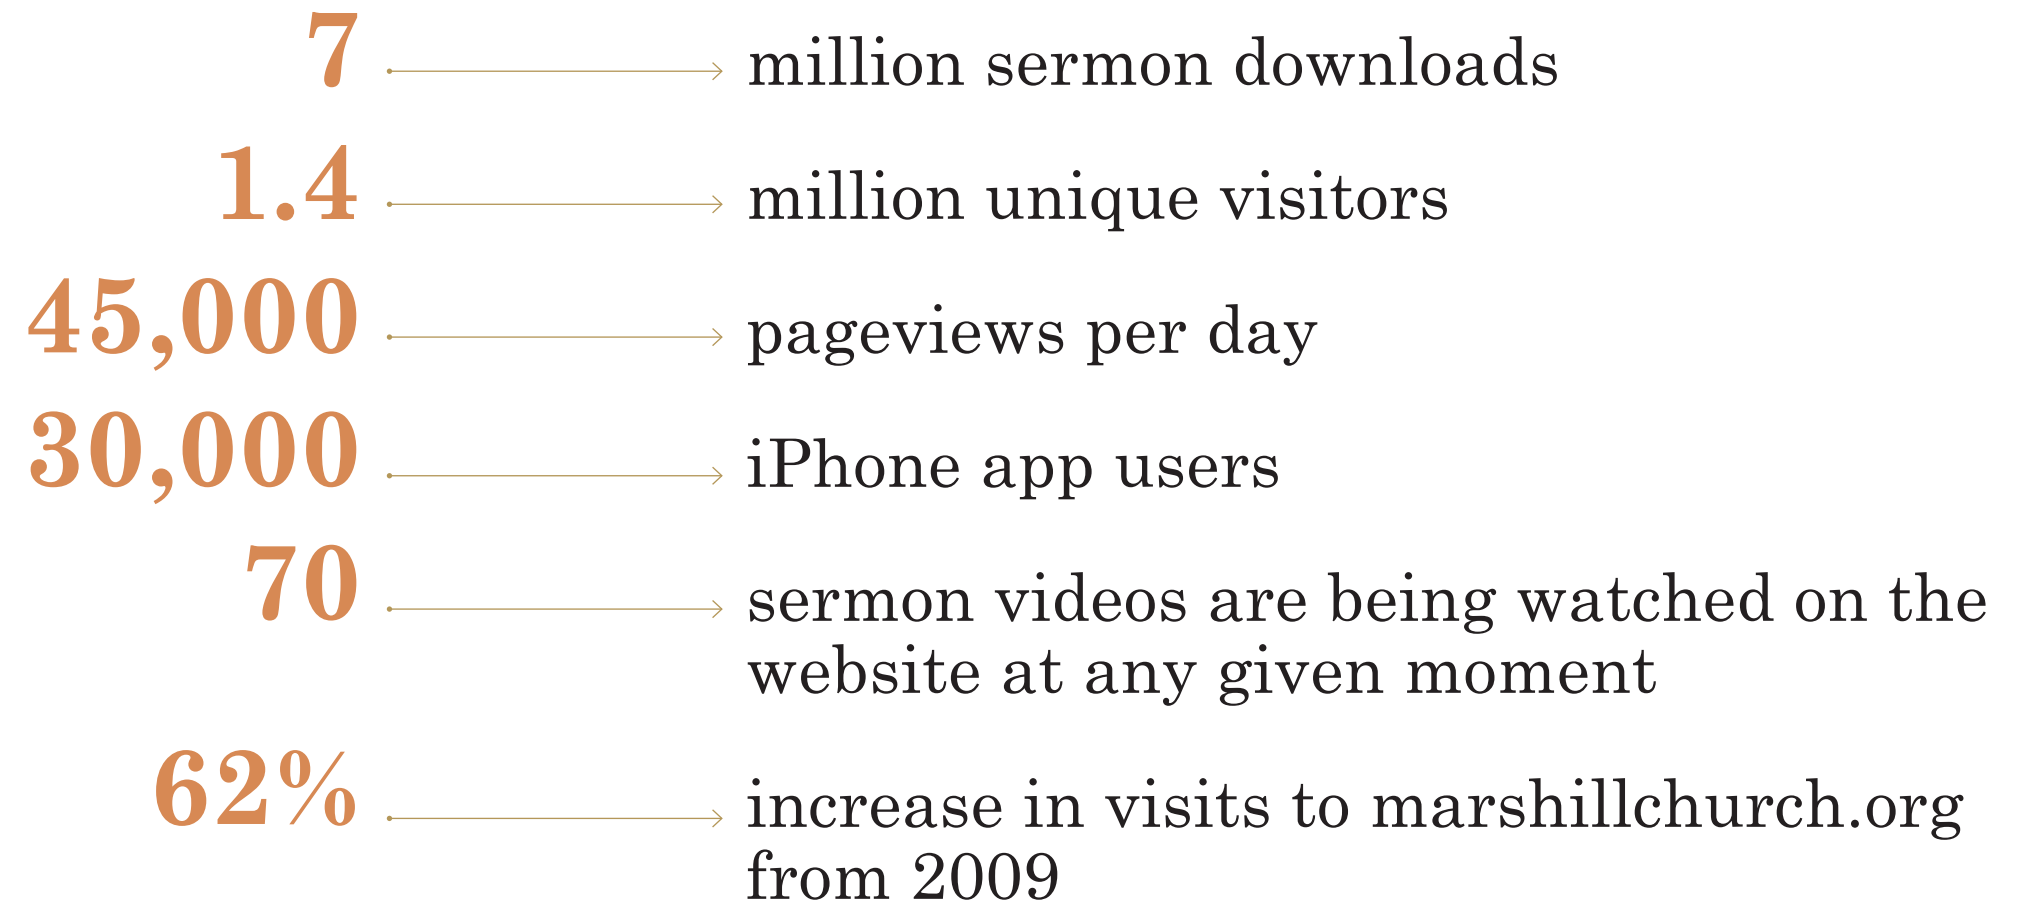 7 million sermon downloads
1.4 million unique visitors
45,000 pageviews per day
30,000 iPhone app users
70 sermon videos are being watched on the
website at any given moment
62% increase in visits to marshillchurch.org
from 2009